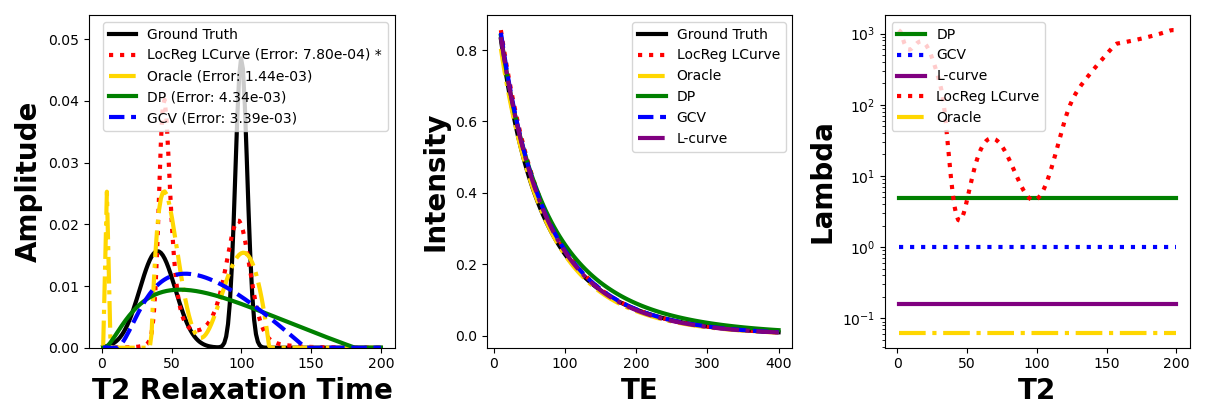 0.05
0.04
0.03
0.02
0.01
0.00
Amplitude
Ground Truth
LocReg LCurve (Error: 7.80e-04) *
Oracle (Error: 1.44e-03)
DP (Error: 4.34e-03)
GCV (Error: 3.39e-03)
0 50 100 150 200
T2 Relaxation Time
0.8
0.6
0.4
0.2
0.0
Intensity
Ground Truth
LocReg LCurve
Oracle
DP
GCV
L-curve
0 100 200 300 400
TE
10³
10²
10¹
10⁰
10⁻¹
Lambda
DP
GCV
L-curve
LocReg LCurve
Oracle
0 50 100 150 200
T2